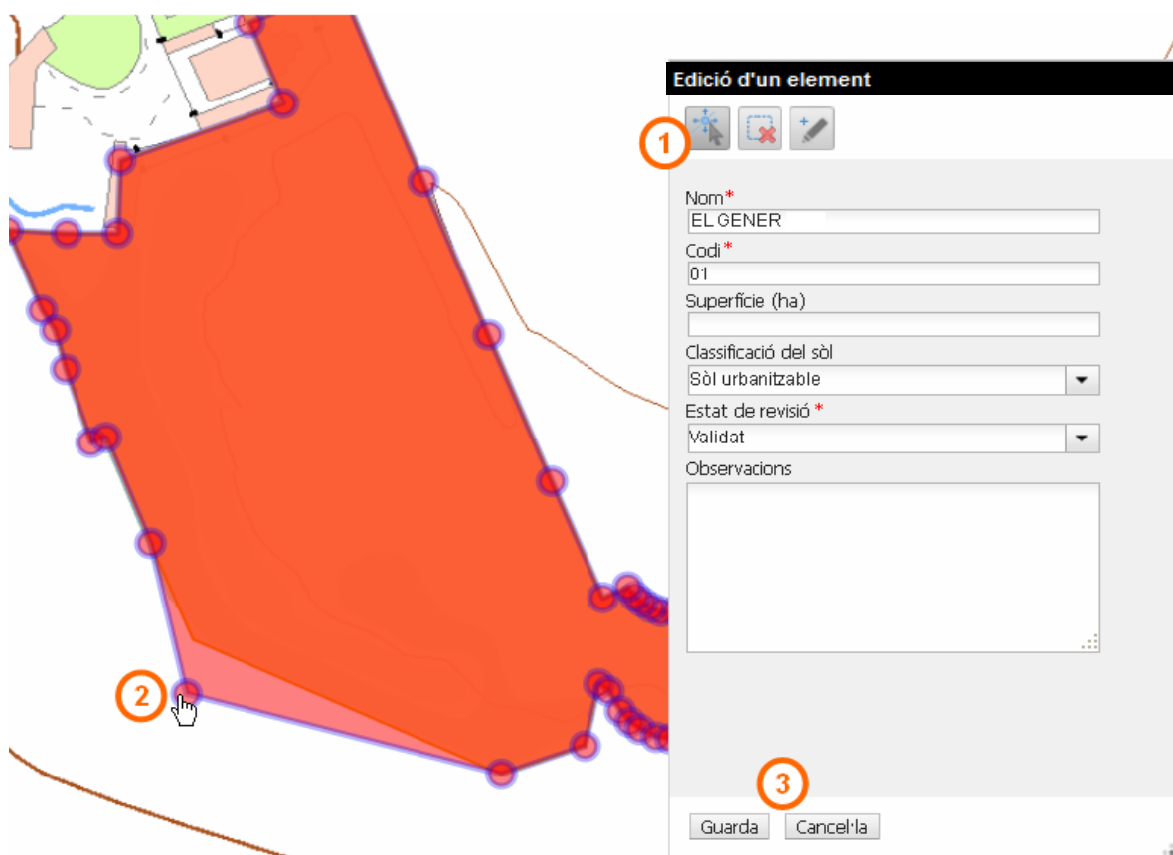 Edició d'un element
1
Nom*
EL GENER
Codi*
01
Superfície (ha)
Classificació del sòl
Sòl urbanitzable
Estat de revisió *
Validat
Observacions
2
3
Guarda Cancel·la